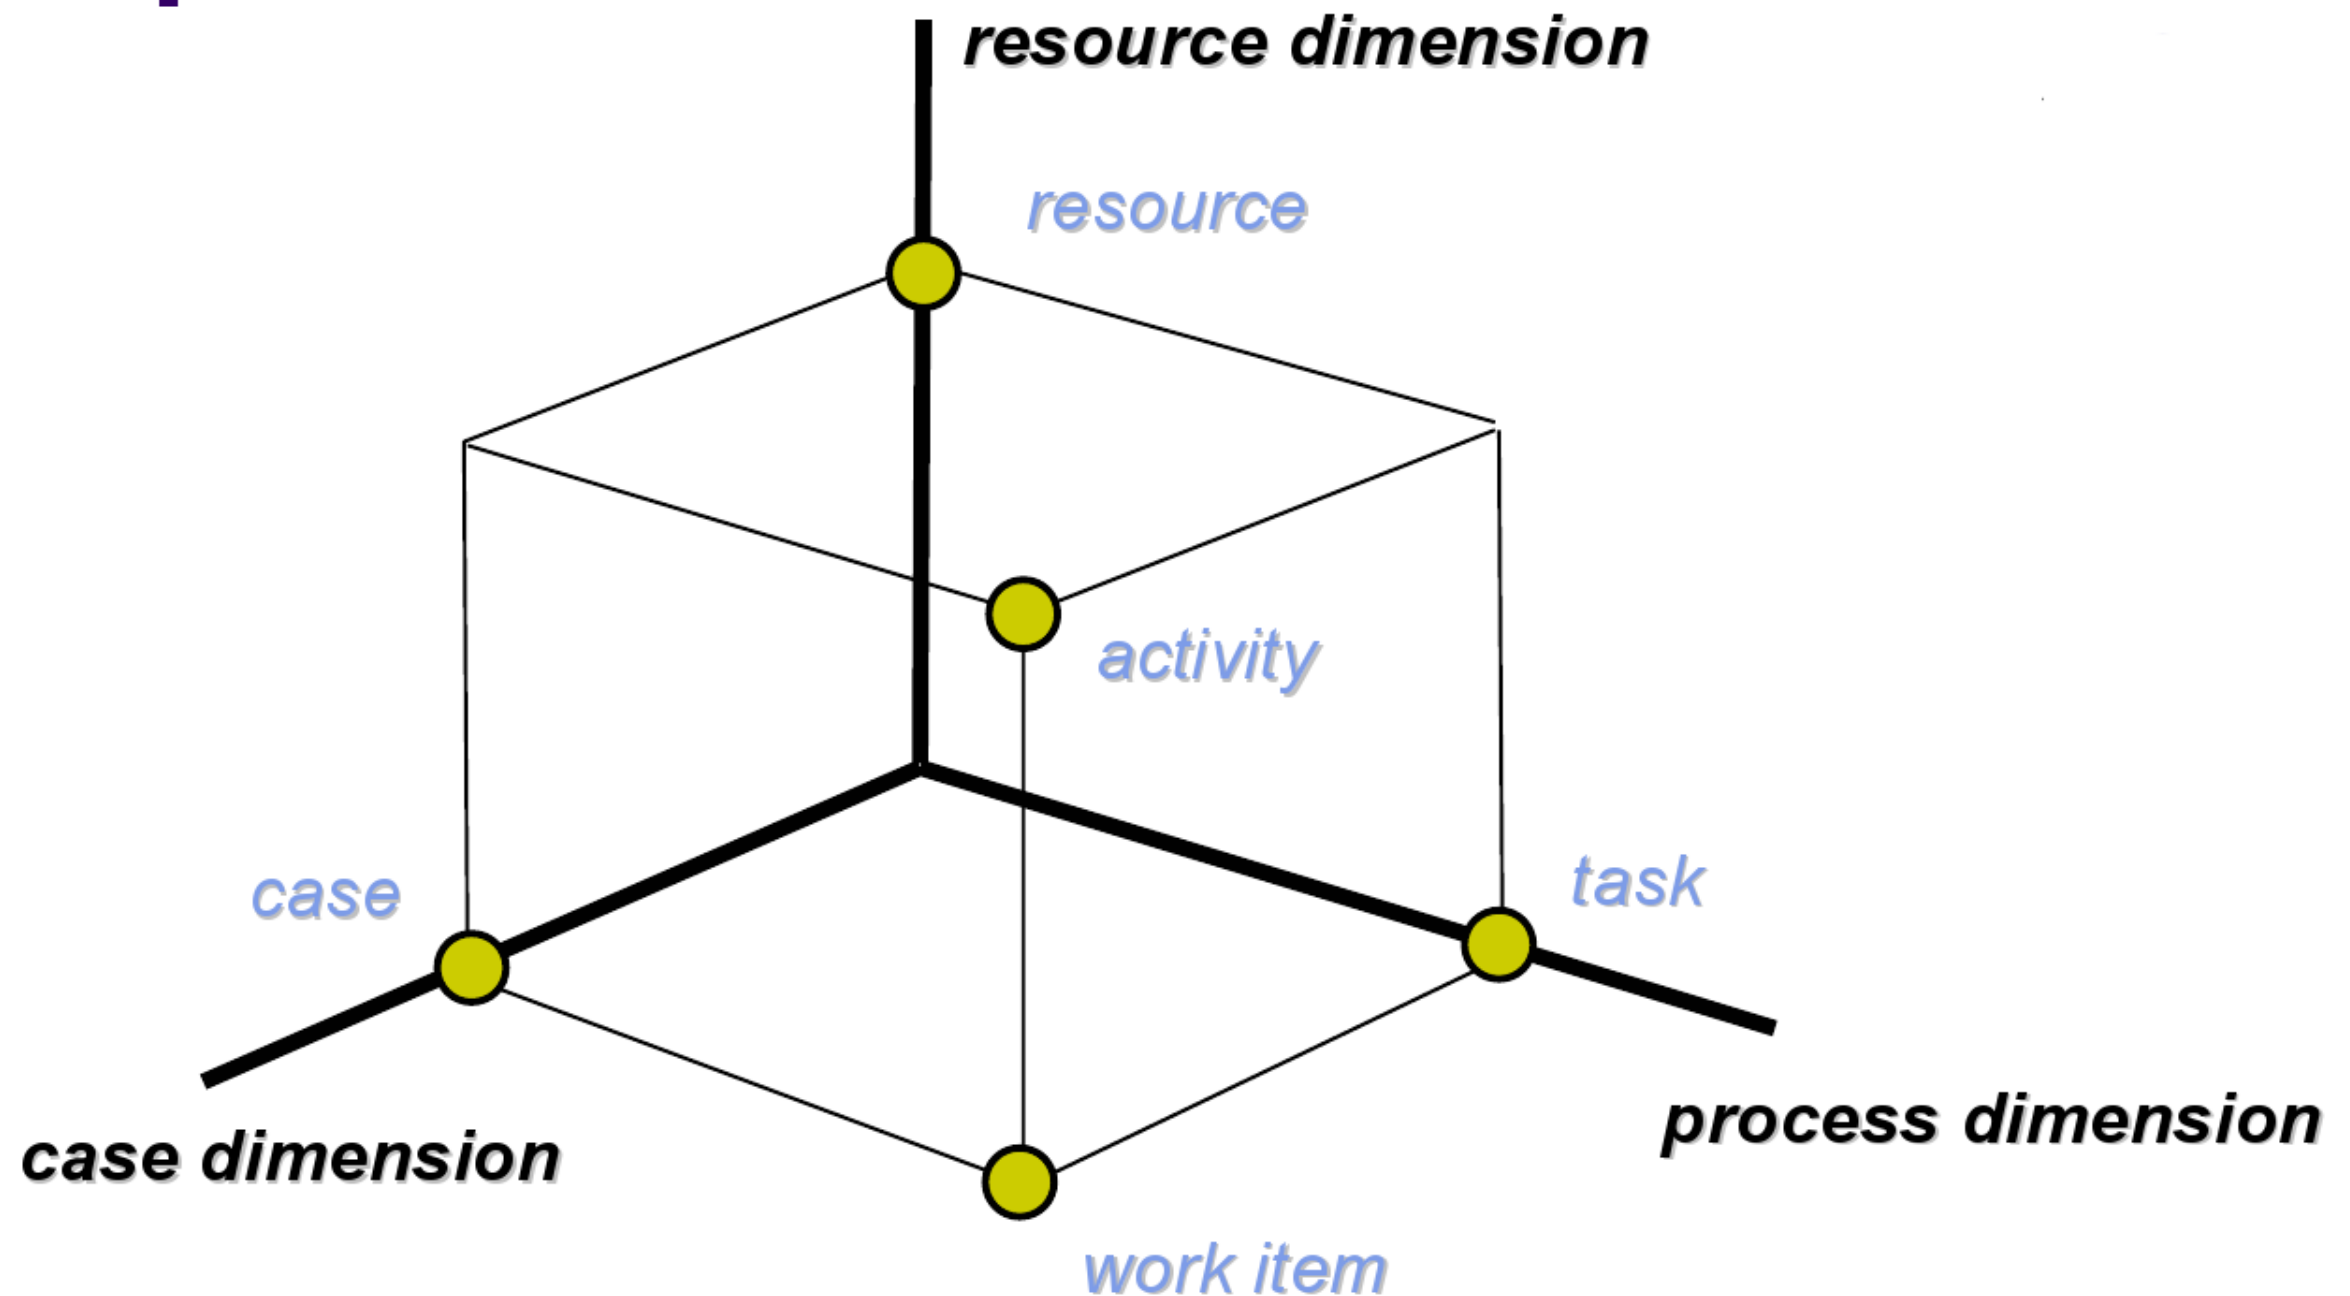 resource dimension
resource
activity
case
task
process dimension
case dimension
work item